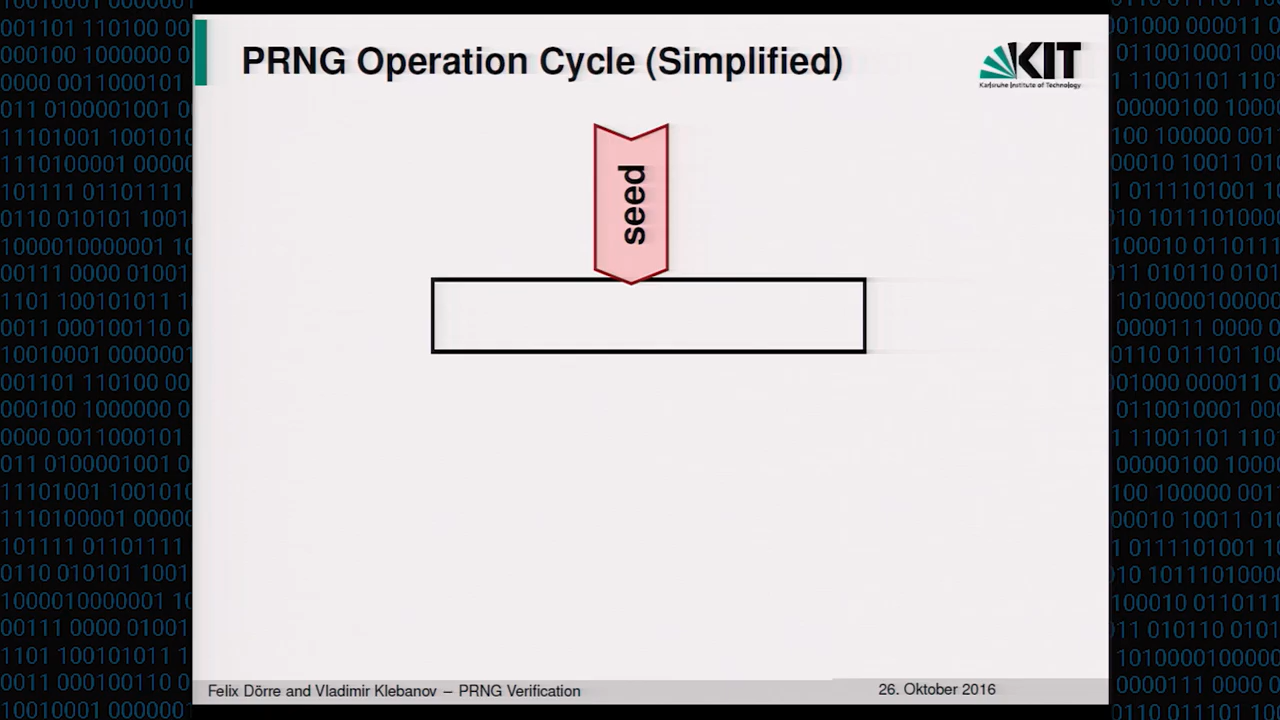 PRNG Operation Cycle (Simplified)
KIT
Karlsruhe Institute of Technology
seed
Felix Dörre and Vladimir Klebanov − PRNG Verification
26. Oktober 2016